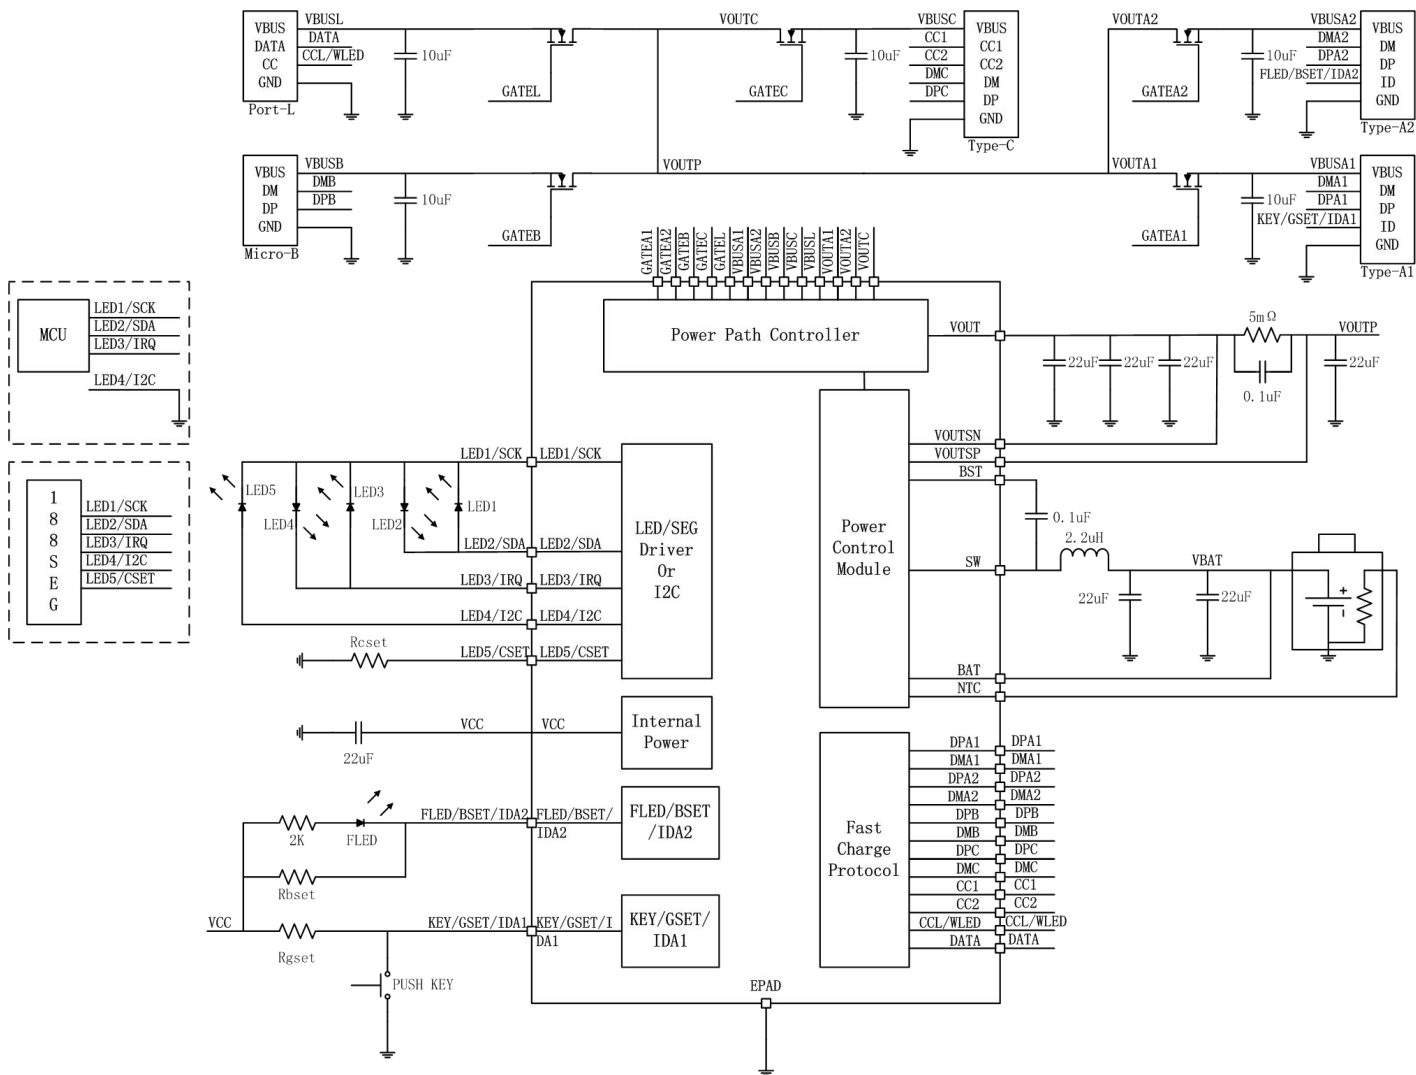 VBUS
DATA
CC
GND
Port-L
VBUSL
DATA
CCL/WLED
10uF
GATEL
VOUTC
GATEC
VBUSC
CC1
CC2
DMC
DPC
10uF
VBUS
CC1
CC2
DM
DP
GND
Type-C
VOUTA2
GATEA2
10uF
VBUSA2
DMA2
DPA2
FLED/BSET/IDA2
VBUS
DM
DP
ID
GND
Type-A2
VBUS
DM
DP
GND
Micro-B
VBUSB
DMB
DPB
10uF
GATEB
VOUTP
VOUTA1
GATEA1
10uF
VBUSA1
DMA1
DPA1
KEY/GSET/IDA1
VBUS
DM
DP
ID
GND
Type-A1
GATEA1
GATEA2
GATEB
GATEC
GATEL
VBUSA1
VBUSA2
VBUSB
VBUSC
VBUSL
VOUTA1
VOUTA2
VOUTC
Power Path Controller
VOUT
22uF
22uF
22uF
5mΩ
0.1uF
VOUTP
22uF
MCU
LED1/SCK
LED2/SDA
LED3/IRQ
LED4/I2C
1
8
8
S
E
G
LED1/SCK
LED2/SDA
LED3/IRQ
LED4/I2C
LED5/CSET
LED5
LED4
LED3
LED2
LED1
LED1/SCK
LED2/SDA
LED3/IRQ
LED4/I2C
LED5/CSET
LED1/SCK
LED2/SDA
LED3/IRQ
LED4/I2C
LED5/CSET
LED/SEG
Driver
Or
I2C
Rcset
VCC
VCC
22uF
Internal
Power
Power
Control
Module
VOUTSN
VOUTSP
BST
SW
BAT
NTC
0.1uF
2.2uH
VBAT
22uF
22uF
+
-
2K
FLED
FLED/BSET/IDA2
FLED/BSET/
IDA2
FLED/BSET
/IDA2
Rbset
VCC
Rgset
KEY/GSET/IDA1
KEY/GSET/I
DA1
KEY/GSET/
IDA1
PUSH KEY
Fast
Charge
Protocol
DPA1
DMA1
DPA2
DMA2
DPB
DMB
DPC
DMC
CC1
CC2
CCL/WLED
DATA
DPA1
DMA1
DPA2
DMA2
DPB
DMB
DPC
DMC
CC1
CC2
CCL/WLED
DATA
EPAD